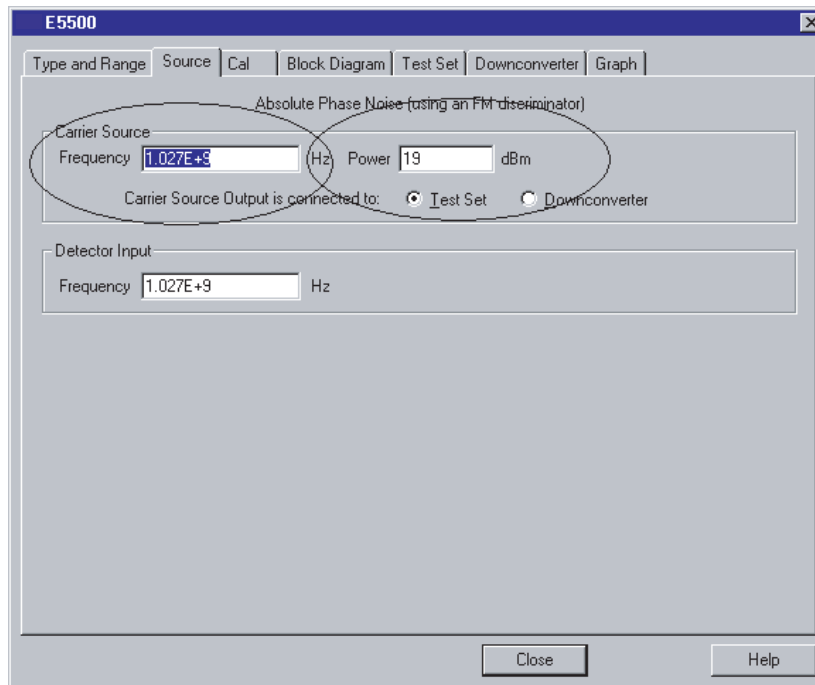 E5500
Type and Range Source Cal Block Diagram Test Set Downconverter Graph
Absolute Phase Noise (using an FM discriminator)
Carrier Source
Frequency 1.027E+9 Hz Power 19 dBm
Carrier Source Output is connected to: Test Set Downconverter
Detector Input
Frequency 1.027E+9 Hz
Close Help